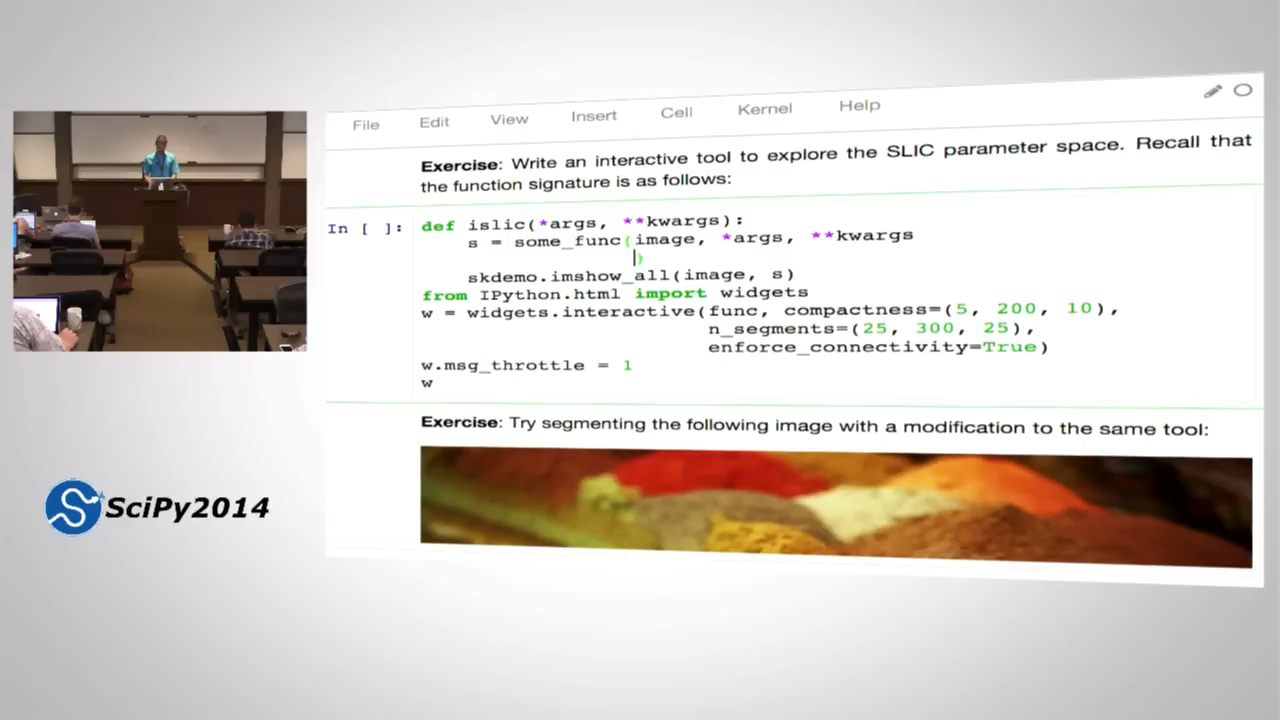 File Edit View Insert Cell Kernel Help
Exercise: Write an interactive tool to explore the SLIC parameter space. Recall that
the function signature is as follows:
In [ ]:
def islic(*args, **kwargs):
s = some_func(image, *args, **kwargs
)
skdemo.imshow_all(image, s)
from IPython.html import widgets
w = widgets.interactive(func, compactness=(5, 200, 10),
n_segments=(25, 300, 25),
enforce_connectivity=True)
w.msg_throttle = 1
w
Exercise: Try segmenting the following image with a modification to the same tool:
SciPy2014